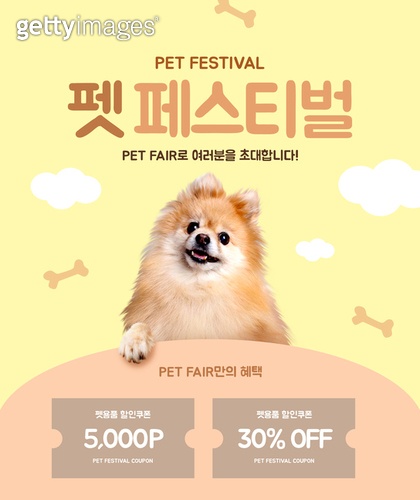 gettyimages®
PET FESTIVAL
펫 페스티벌
PET FAIR로 여러분을 초대합니다!
PET FAIR만의 혜택
펫용품 할인쿠폰
5,000P
PET FESTIVAL COUPON
펫용품 할인쿠폰
30% OFF
PET FESTIVAL COUPON